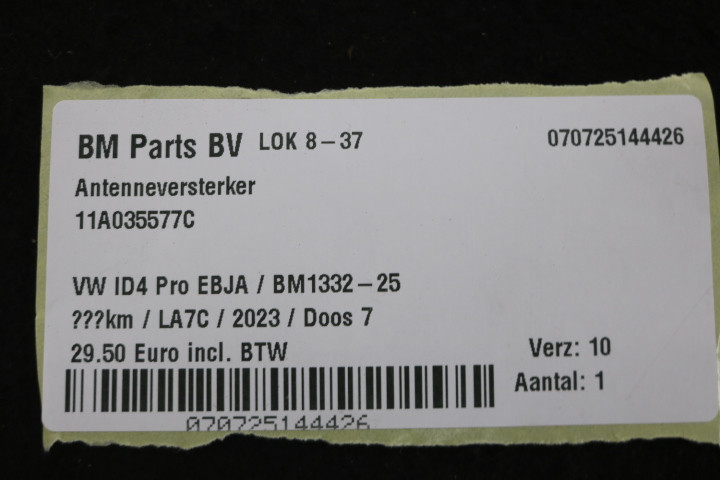 BM Parts BV LOK 8-37 070725144426
Antenneversterker
11A035577C
VW ID4 Pro EBJA / BM1332-25
???km / LA7C / 2023 / Doos 7
29.50 Euro incl. BTW Verz: 10
Aantal: 1
070725144426